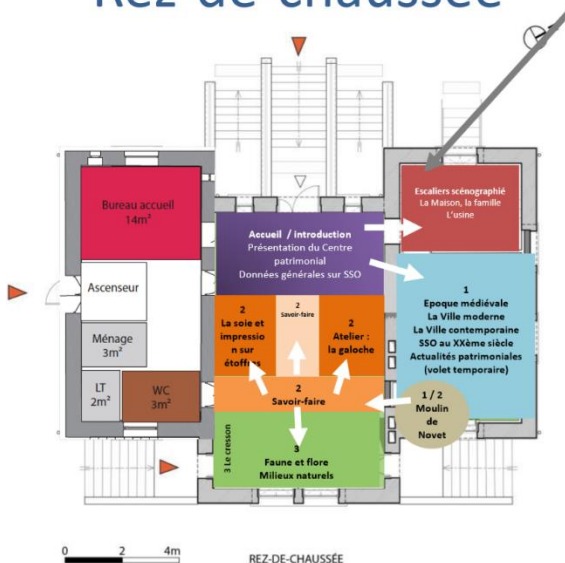 Rez-de-chaussée
Bureau accueil
14m²
Ascenseur
Ménage
3m²
LT
2m²
WC
3m²
Accueil / introduction
Présentation du Centre
patrimonial
Données générales sur SSO
Escaliers scénographié
La Maison, la famille
L'usine
1
Epoque médiévale
La Ville moderne
La Ville contemporaine
SSO au XXème siècle
Actualités patrimoniales
(volet temporaire)
2
La soie et
impressio
n sur
étoffes
2
Savoir-faire
2
Atelier :
la galoche
2
Savoir-faire
1 / 2
Moulin
de
Novet
3 Le cresson
3
Faune et flore
Milieux naturels
0 2 4m
REZ-DE-CHAUSSÉE